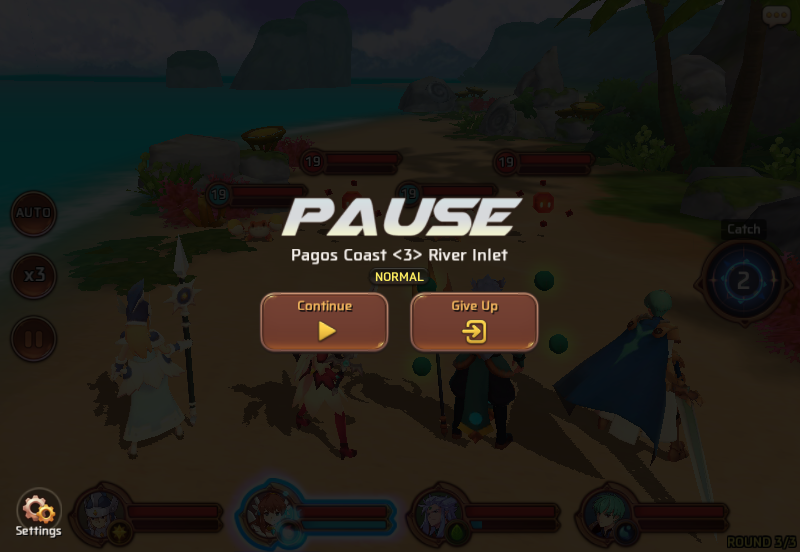 19
19
19
19
AUTO
PAUSE
Catch
Pagos Coast <3> River Inlet
x3
NORMAL
2
Continue
Give Up
Settings
ROUND 3/3